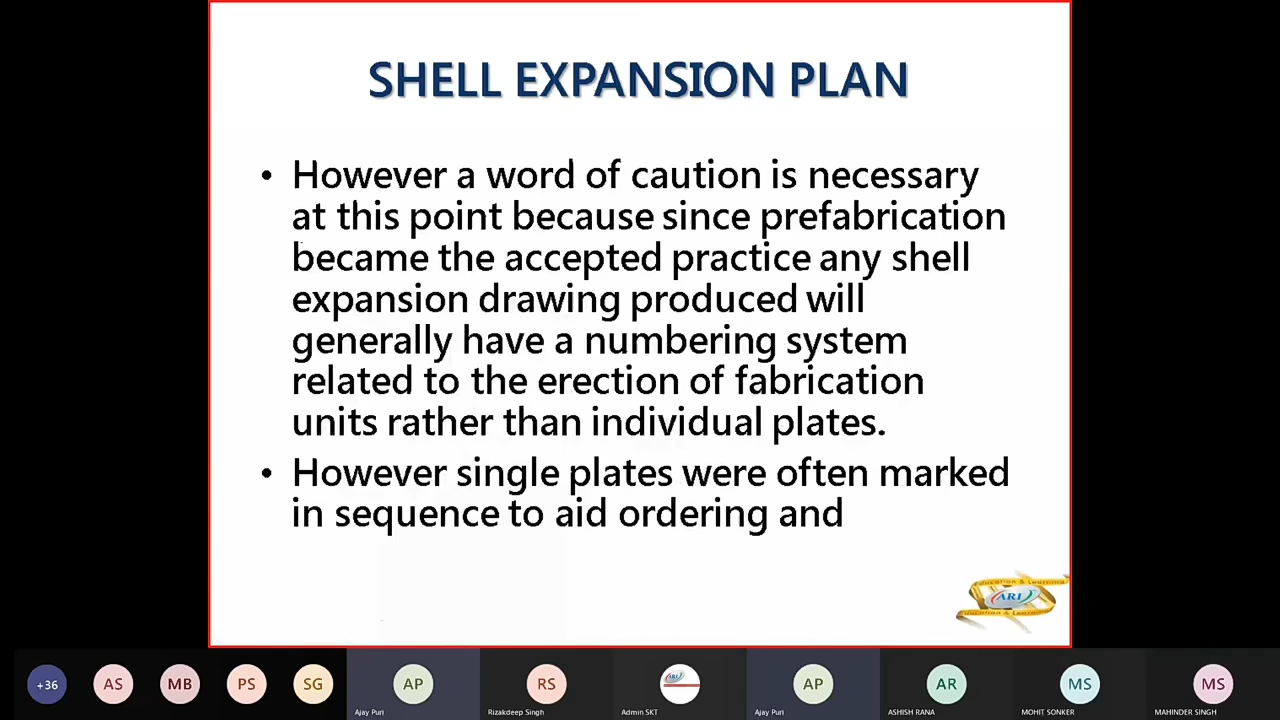 SHELL EXPANSION PLAN
• However a word of caution is necessary
at this point because since prefabrication
became the accepted practice any shell
expansion drawing produced will
generally have a numbering system
related to the erection of fabrication
units rather than individual plates.
• However single plates were often marked
in sequence to aid ordering and
Education & Learning
ARI
+36
AS
MB
PS
SG
AP
RS
ARI
AP
AR
MS
MS
Ajay Puri
Rizakdeep Singh
Admin SKT
Ajay Puri
ASHISH RANA
MOHIT SONKER
MAHINDER SINGH